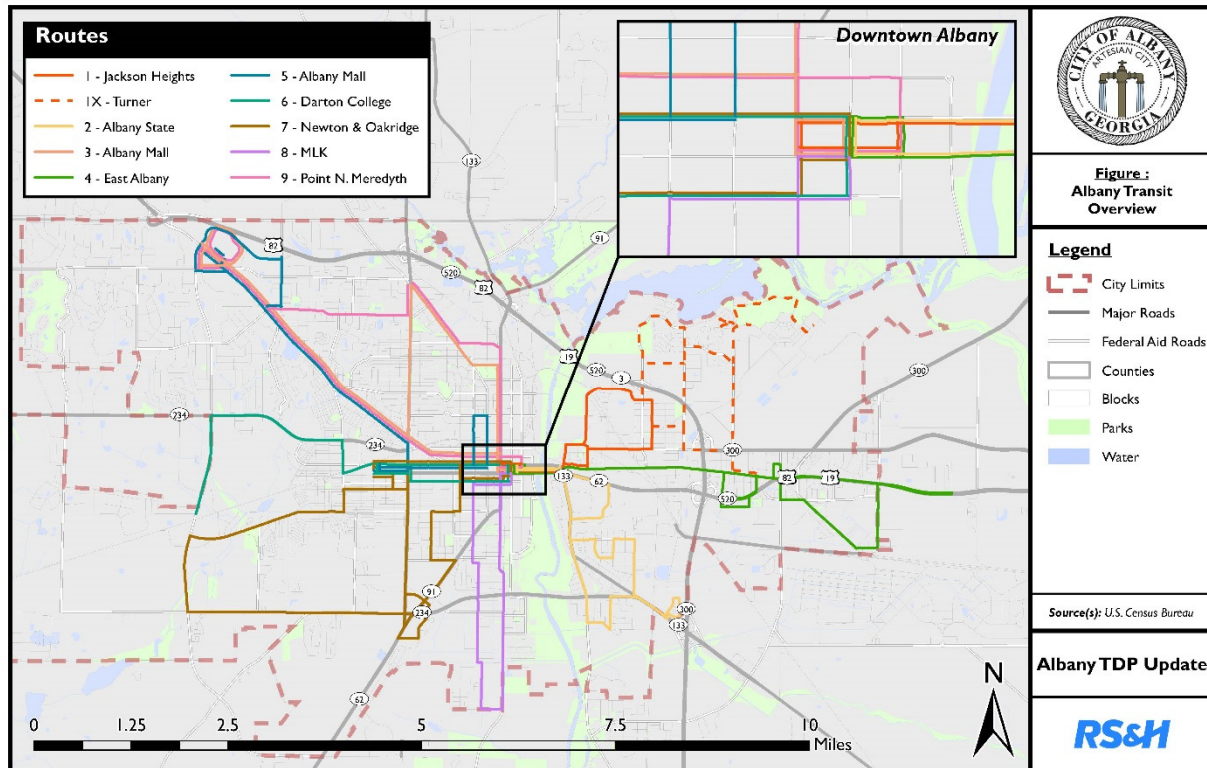 Routes
1 - Jackson Heights
1X - Turner
2 - Albany State
3 - Albany Mall
4 - East Albany
5 - Albany Mall
6 - Darton College
7 - Newton & Oakridge
8 - MLK
9 - Point N. Meredyth
Downtown Albany
133
82
91
520
82
19
520
3
300
234
234
300
133
62
82
19
520
91
234
300
133
62
N
0 1.25 2.5 5 7.5 10
Miles
CITY OF ALBANY
ARTESIAN CITY
GEORGIA
Figure :
Albany Transit
Overview
Legend
City Limits
Major Roads
Federal Aid Roads
Counties
Blocks
Parks
Water
Source(s): U.S. Census Bureau
Albany TDP Update
RS&H